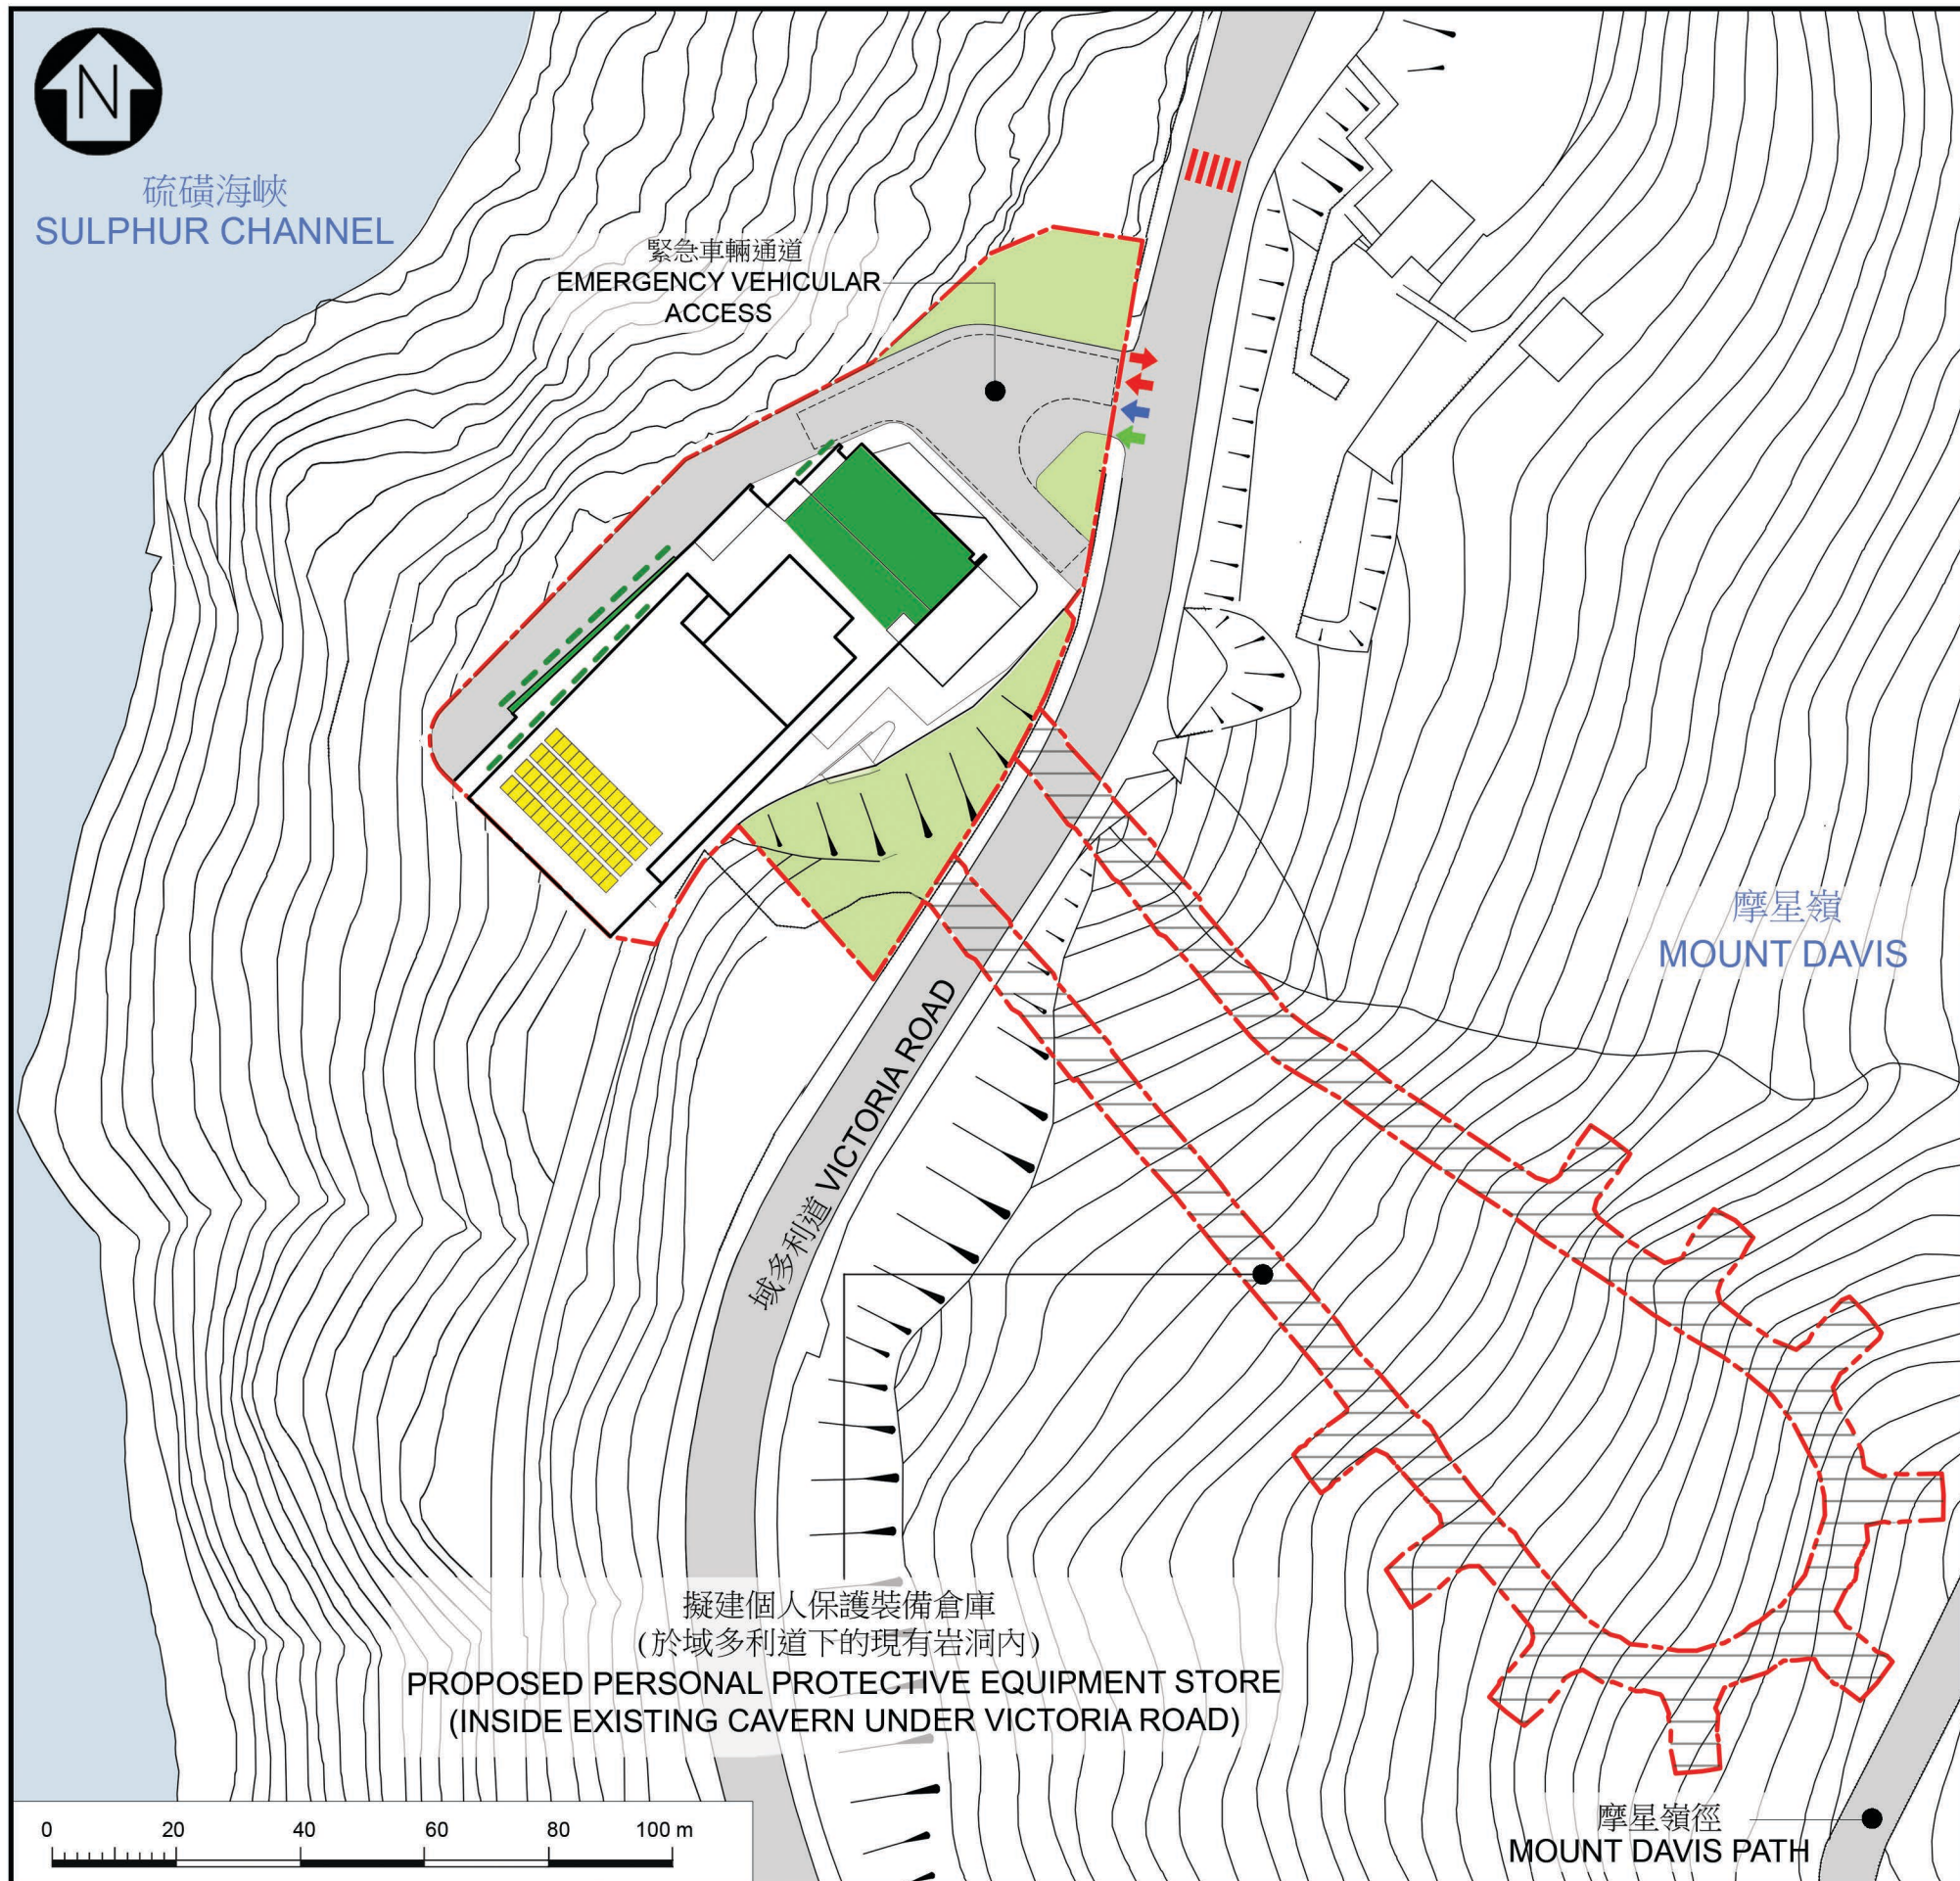 N
硫磺海峽
SULPHUR CHANNEL
緊急車輛通道
EMERGENCY VEHICULAR
ACCESS
摩星嶺
MOUNT DAVIS
域多利道 VICTORIA ROAD
擬建個人保護裝備倉庫
(於域多利道下的現有岩洞內)
PROPOSED PERSONAL PROTECTIVE EQUIPMENT STORE
(INSIDE EXISTING CAVERN UNDER VICTORIA ROAD)
摩星嶺徑
MOUNT DAVIS PATH
0 20 40 60 80 100 m